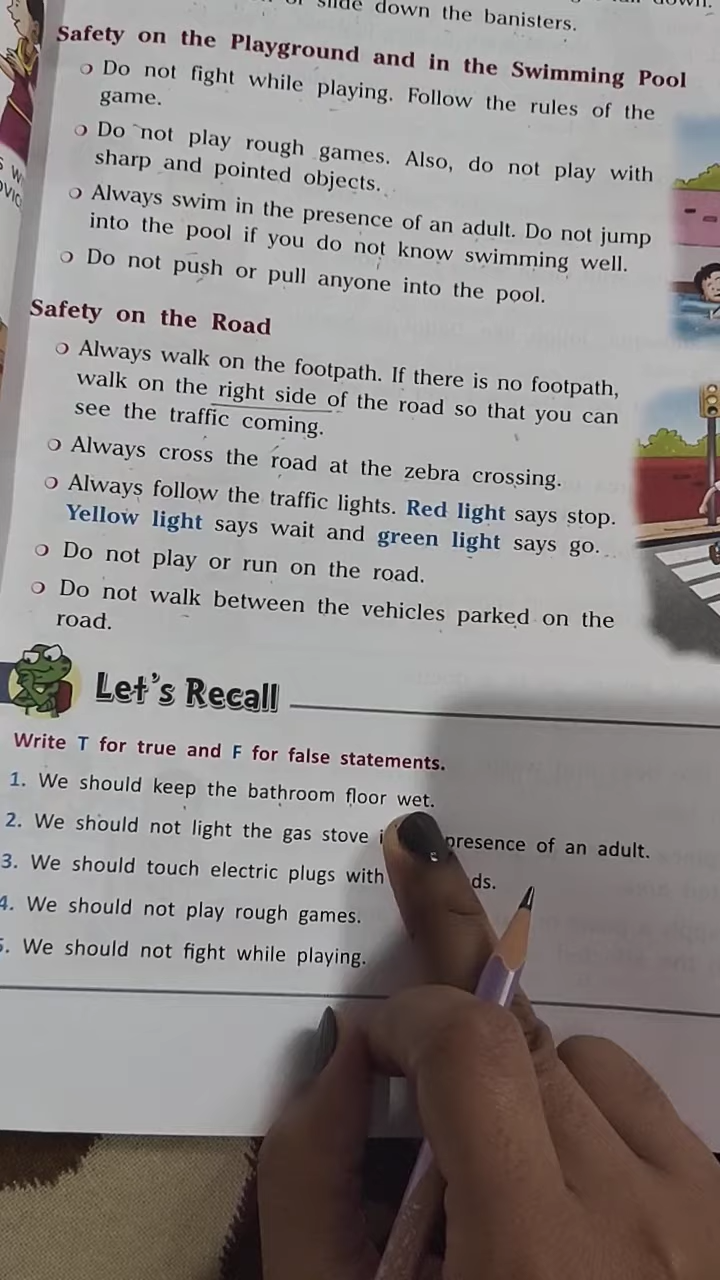 slide down the banisters.
Safety on the Playground and in the Swimming Pool
Do not fight while playing. Follow the rules of the
game.
Do not play rough games. Also, do not play with
sharp and pointed objects.
Always swim in the presence of an adult. Do not jump
into the pool if you do not know swimming well.
Do not push or pull anyone into the pool.
Safety on the Road
Always walk on the footpath. If there is no footpath,
walk on the right side of the road so that you can
see the traffic coming.
Always cross the road at the zebra crossing.
Always follow the traffic lights. Red light says stop.
Yellow light says wait and green light says go.
Do not play or run on the road.
Do not walk between the vehicles parked on the
road.
Let's Recall
Write T for true and F for false statements.
1. We should keep the bathroom floor wet.
2. We should not light the gas stove presence of an adult.
3. We should touch electric plugs with
4. We should not play rough games.
5. We should not fight while playing.